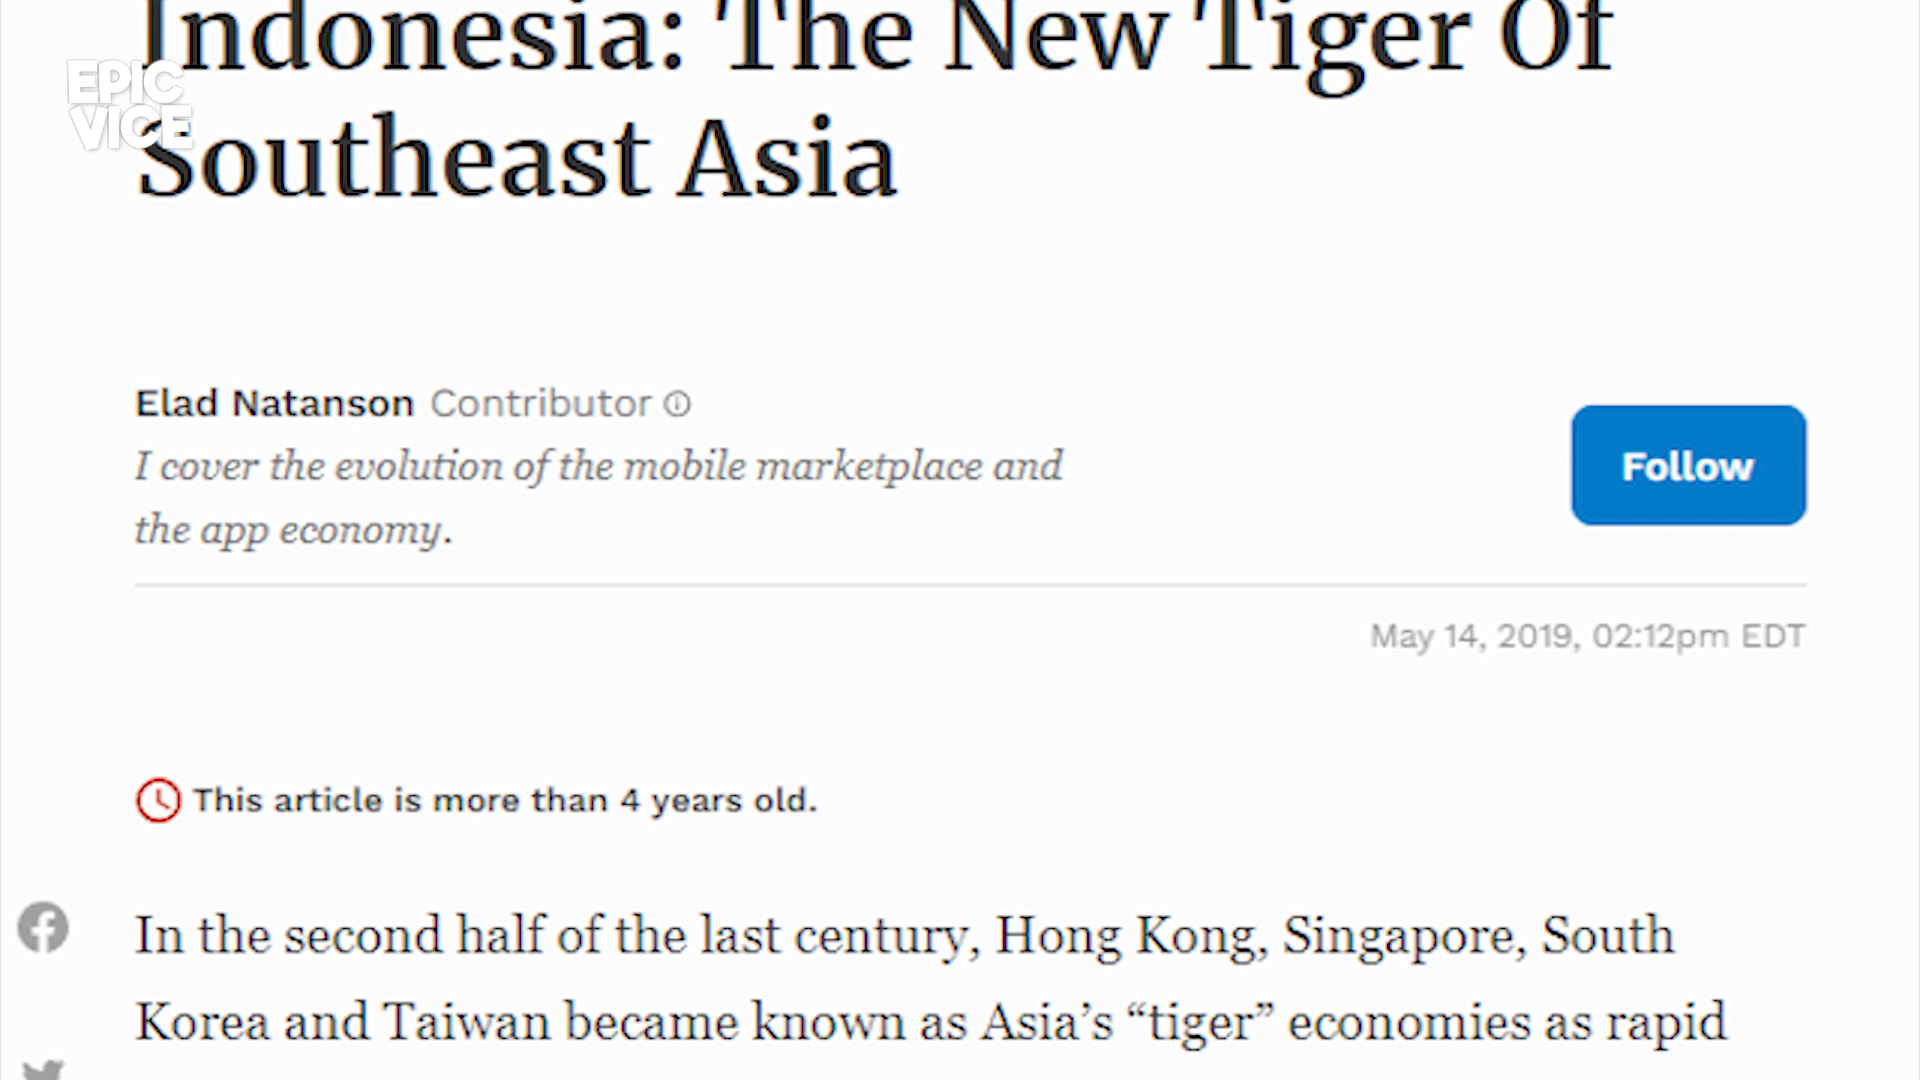 Indonesia: The New Tiger Of
EPIC
VICE
Southeast Asia
Elad Natanson Contributor
I cover the evolution of the mobile marketplace and
the app economy.
Follow
May 14, 2019, 02:12pm EDT
This article is more than 4 years old.
In the second half of the last century, Hong Kong, Singapore, South
Korea and Taiwan became known as Asia’s “tiger” economies as rapid